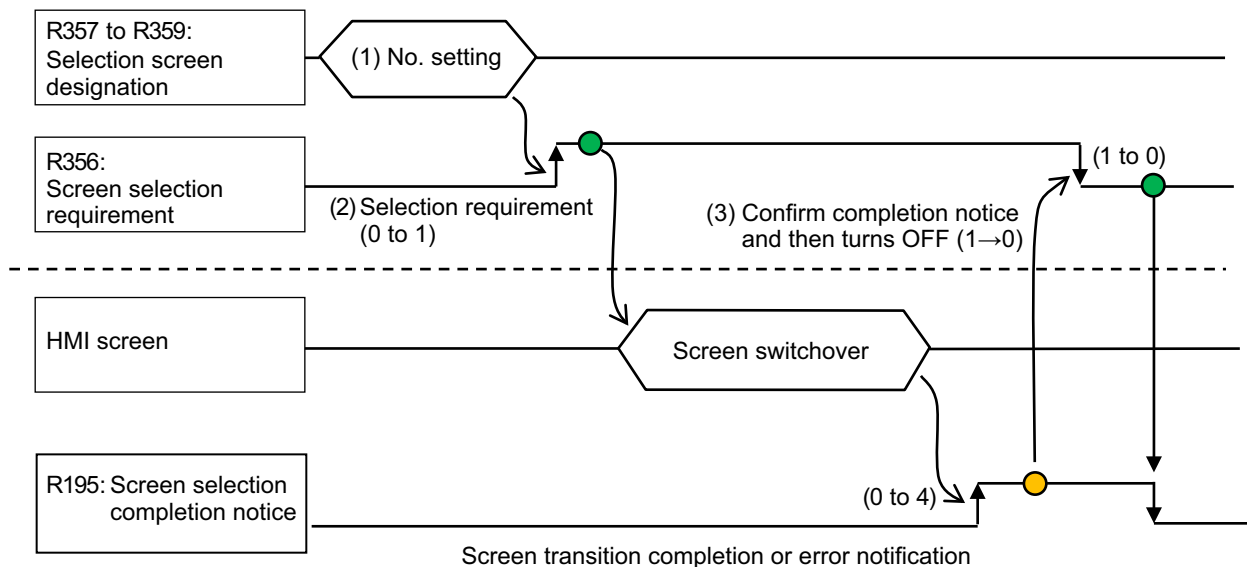 R357 to R359:
Selection screen
designation
(1) No. setting
R356:
Screen selection
requirement
(2) Selection requirement
(0 to 1)
(1 to 0)
(3) Confirm completion notice
and then turns OFF (1→0)
HMI screen
Screen switchover
R195: Screen selection
completion notice
(0 to 4)
Screen transition completion or error notification